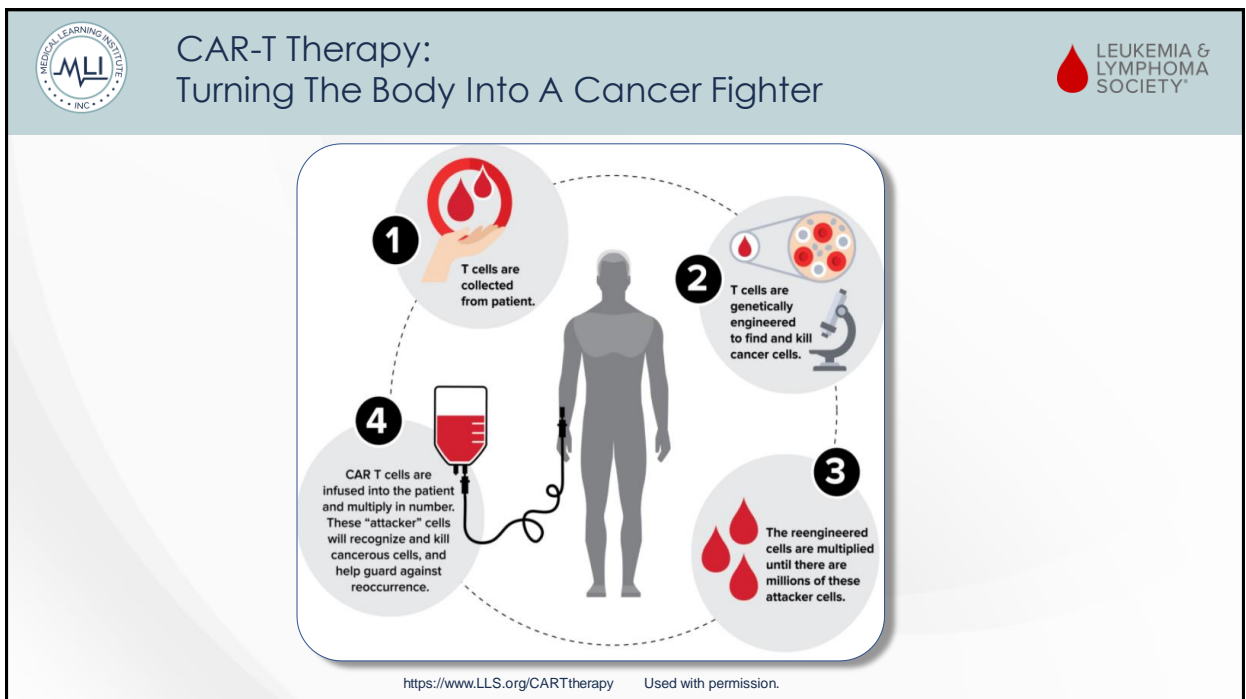 MEDICAL LEARNING INSTITUTE
MLI
INC
CAR-T Therapy:
Turning The Body Into A Cancer Fighter
LEUKEMIA &
LYMPHOMA
SOCIETY®
1
T cells are
collected
from patient.
2
T cells are
genetically
engineered
to find and kill
cancer cells.
3
The reengineered
cells are multiplied
until there are
millions of these
attacker cells.
4
CAR T cells are
infused into the patient
and multiply in number.
These “attacker” cells
will recognize and kill
cancerous cells, and
help guard against
reoccurrence.
https://www.LLS.org/CARTtherapy Used with permission.